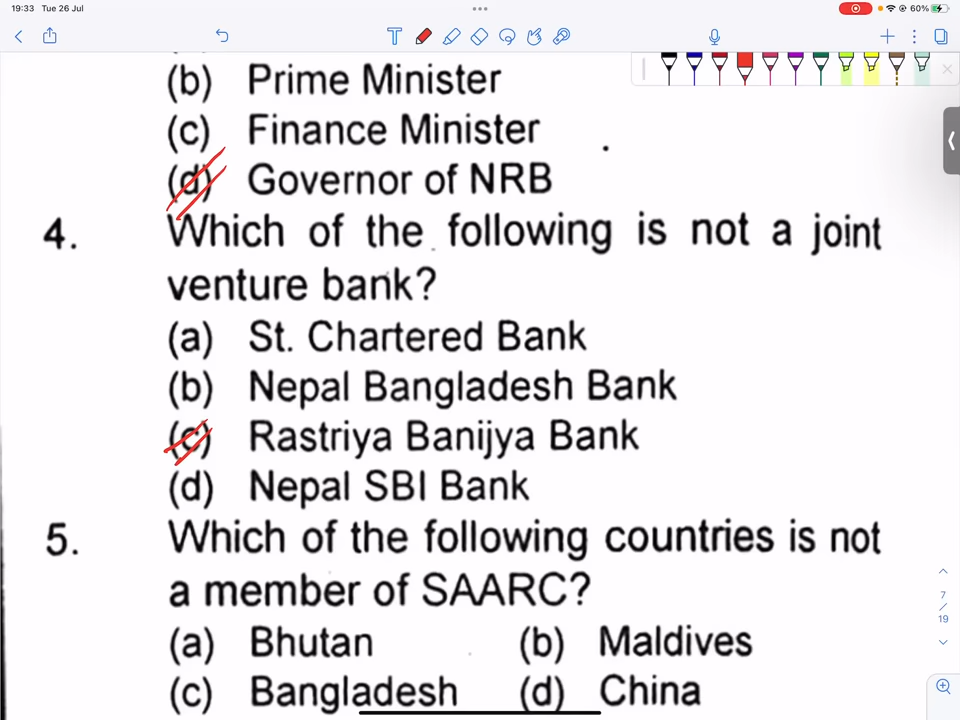 19:33 Tue 26 Jul
60%
(b) Prime Minister
(c) Finance Minister
(d) Governor of NRB
4. Which of the following is not a joint
venture bank?
(a) St. Chartered Bank
(b) Nepal Bangladesh Bank
(c) Rastriya Banijya Bank
(d) Nepal SBI Bank
5. Which of the following countries is not
a member of SAARC?
(a) Bhutan (b) Maldives
(c) Bangladesh (d) China
7
/
19